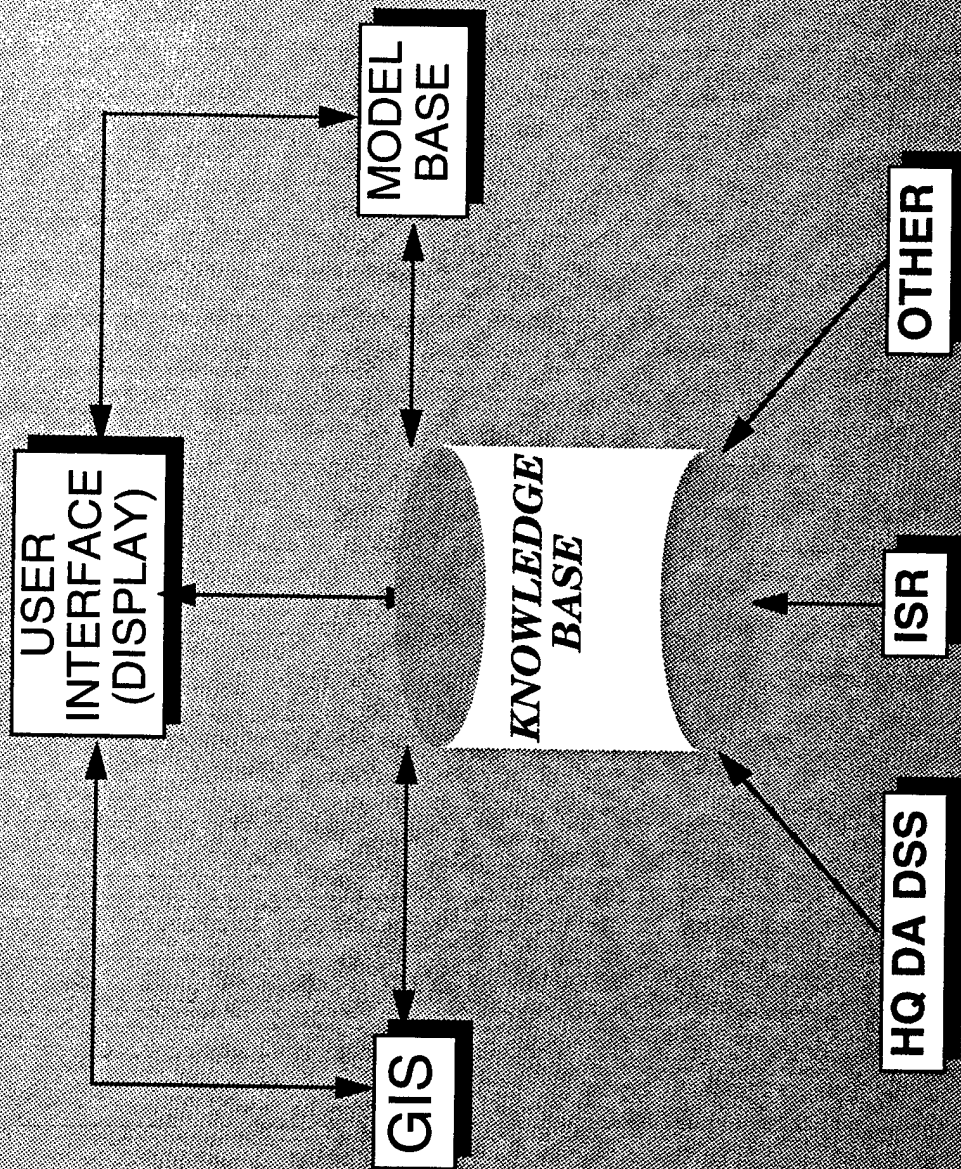 USER
INTERFACE
(DISPLAY)
GIS
KNOWLEDGE
BASE
MODEL
BASE
HQ DA DSS
ISR
OTHER